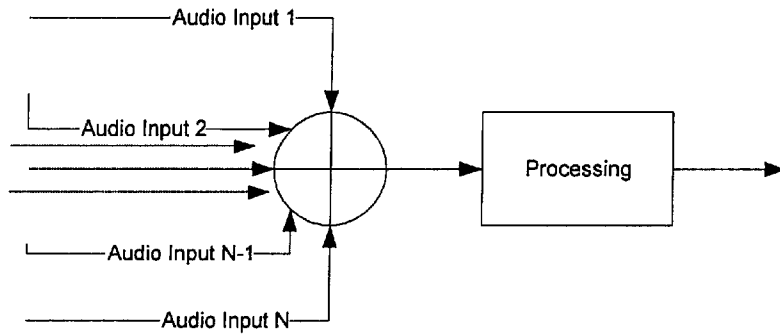 Audio Input 1
Audio Input 2
Processing
Audio Input N-1
Audio Input N